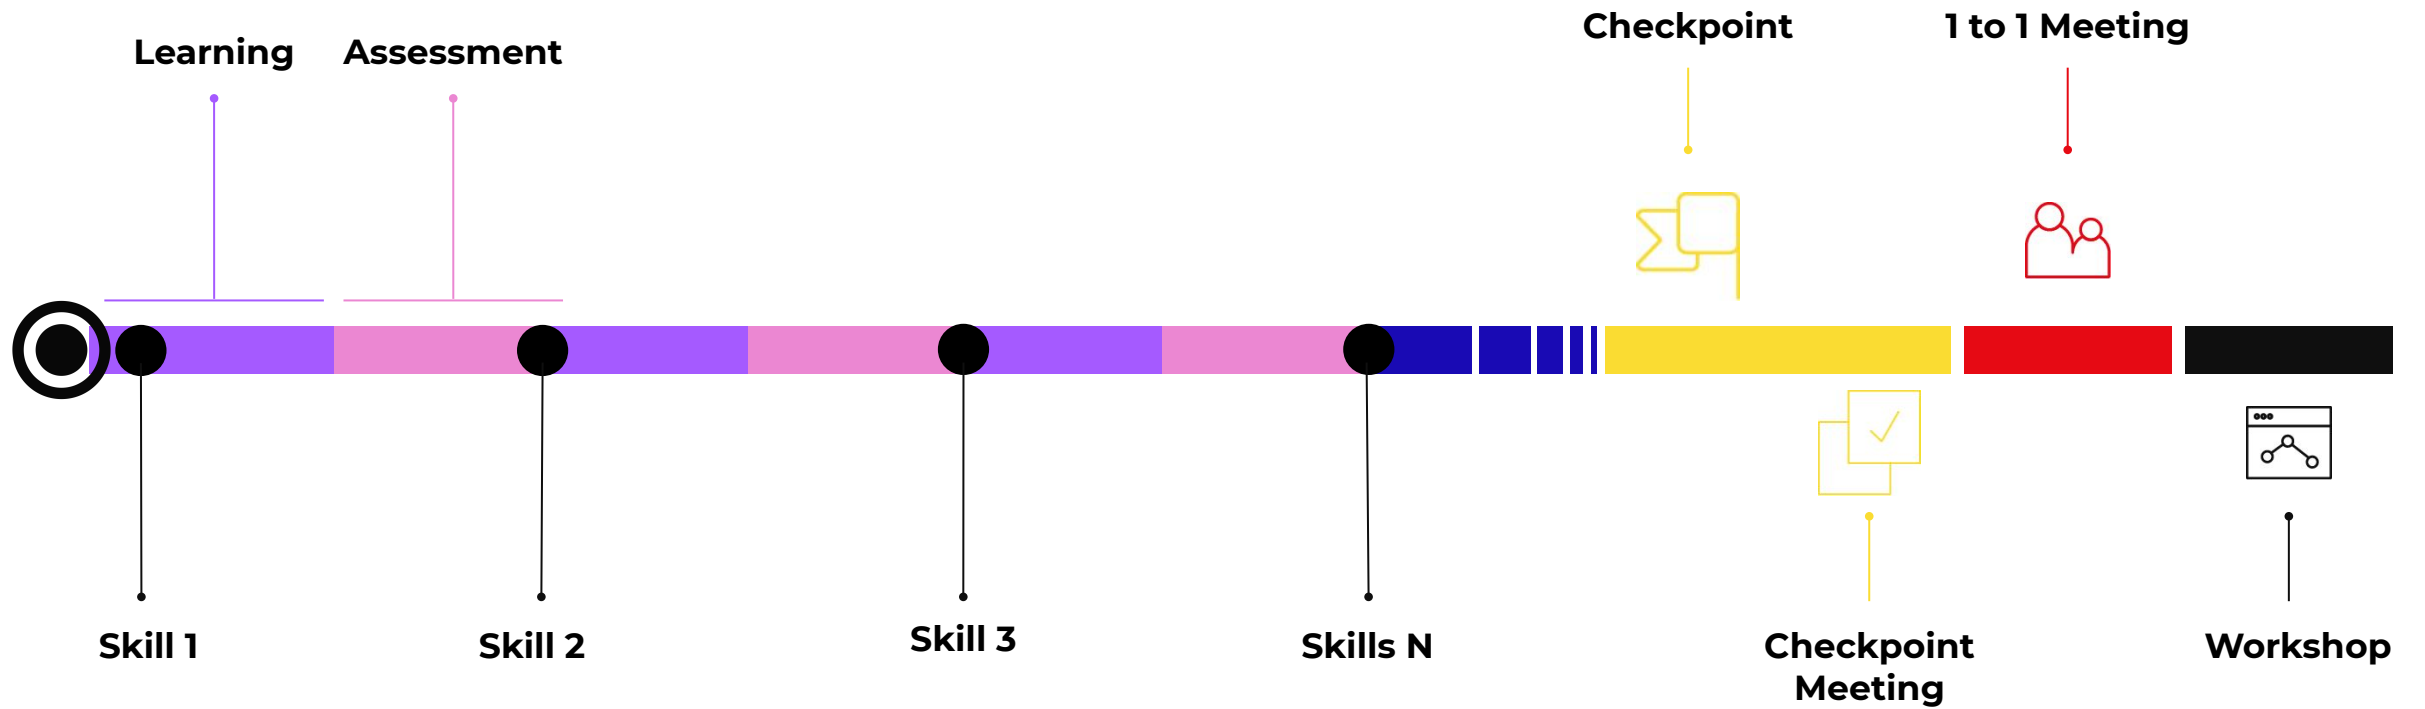 Learning
Assessment
Checkpoint
1 to 1 Meeting
Skill 1
Skill 2
Skill 3
Skills N
Checkpoint
Meeting
Workshop